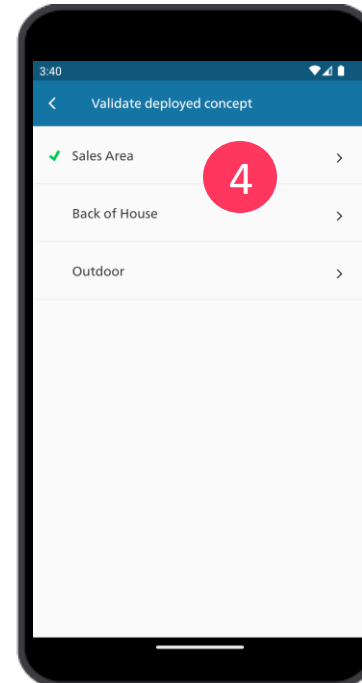 3:40
Validate deployed concept
Sales Area
4
Back of House
Outdoor